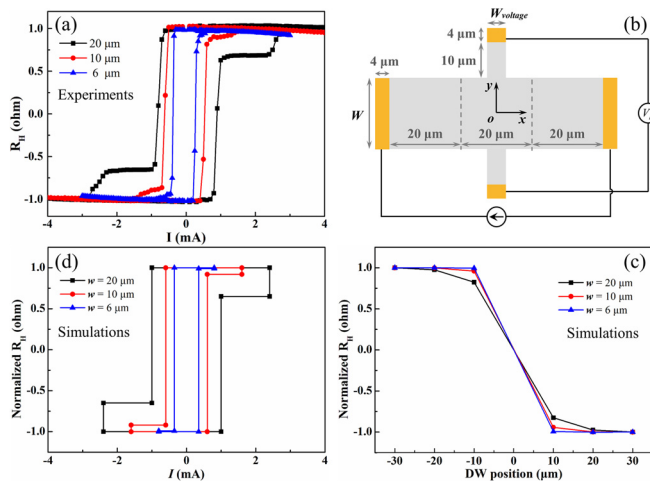 (a)
1.0
0.5
0.0
-0.5
-1.0
R_H (ohm)
20 μm
10 μm
6 μm
Experiments
-4
-2
0
2
4
I (mA)
(b)
W_voltage
4 μm
10 μm
4 μm
W
y
o
x
20 μm
20 μm
20 μm
(d)
1.0
0.5
0.0
-0.5
-1.0
Normalized R_H (ohm)
w = 20 μm
w = 10 μm
w = 6 μm
Simulations
-4
-2
0
2
4
I (mA)
(c)
1.0
0.5
0.0
-0.5
-1.0
Normalized R_H (ohm)
w = 20 μm
w = 10 μm
w = 6 μm
Simulations
-30
-20
-10
0
10
20
30
DW position (μm)